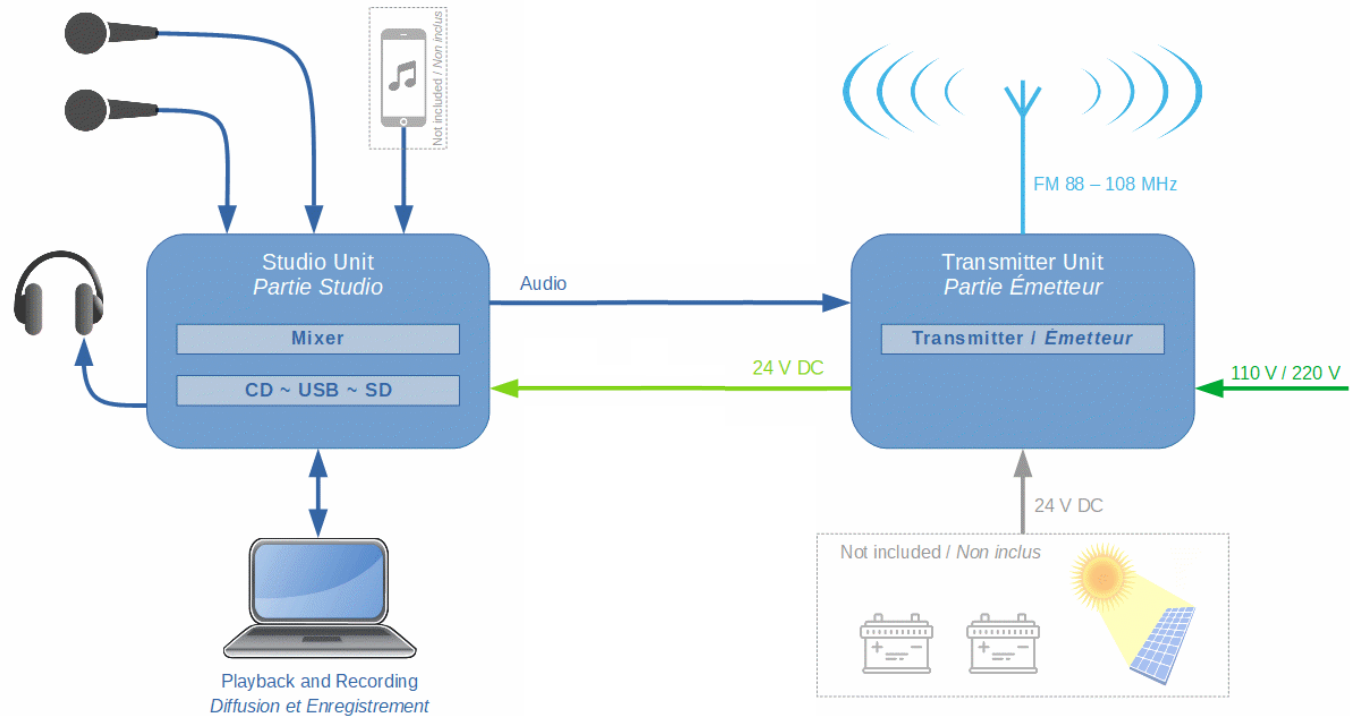 Not included / Non inclus
FM 88 – 108 MHz
Studio Unit
Partie Studio
Mixer
CD ~ USB ~ SD
Audio
24 V DC
Transmitter Unit
Partie Émetteur
Transmitter / Émetteur
110 V / 220 V
24 V DC
Not included / Non inclus
Playback and Recording
Diffusion et Enregistrement